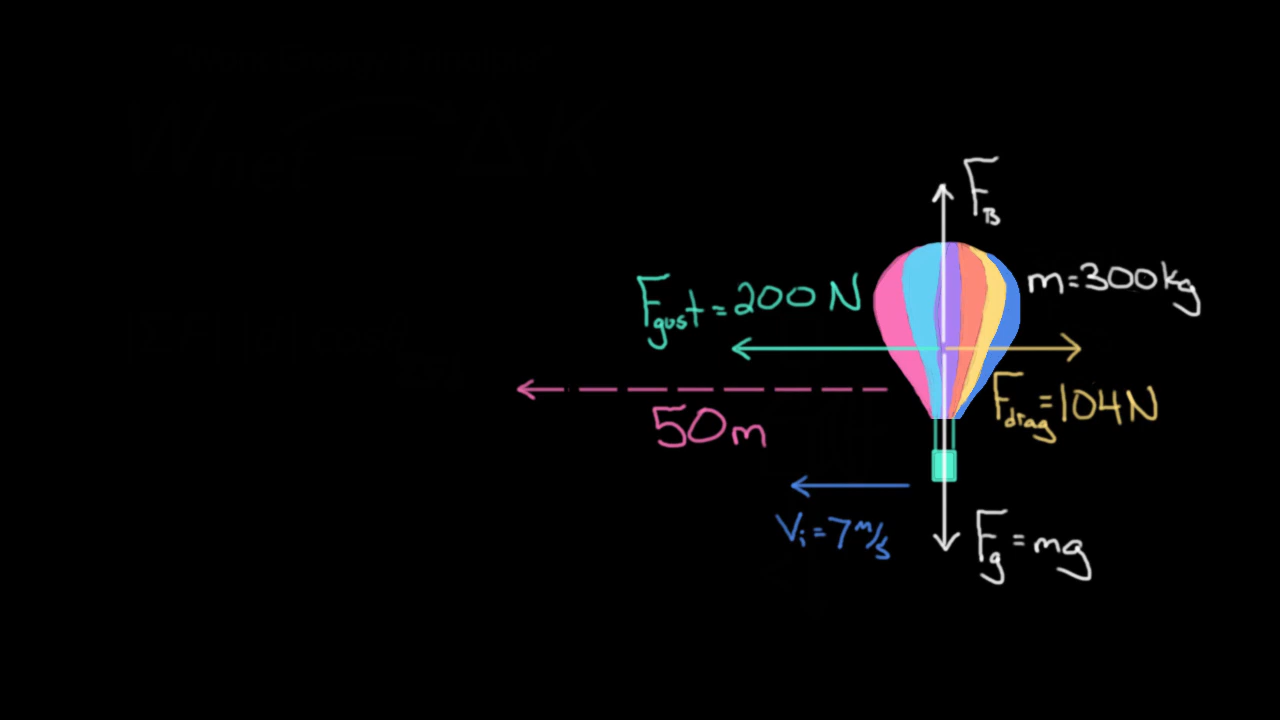 F_B
m=300kg
F_gust=200 N
F_drag=104N
50m
V_i=7 m/s
F_g=mg